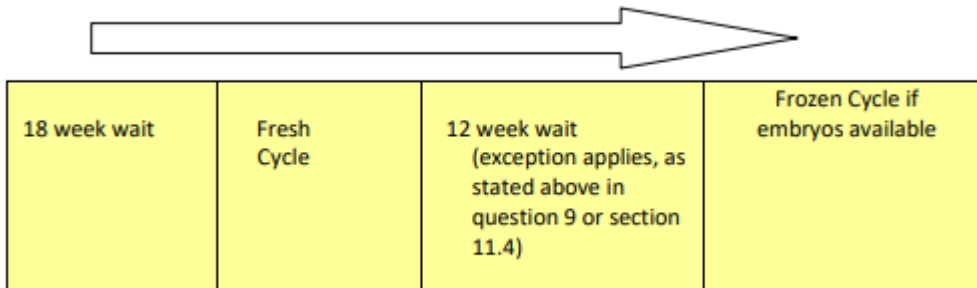 18 week wait
Fresh
Cycle
12 week wait
(exception applies, as
stated above in
question 9 or section
11.4)
Frozen Cycle if
embryos available